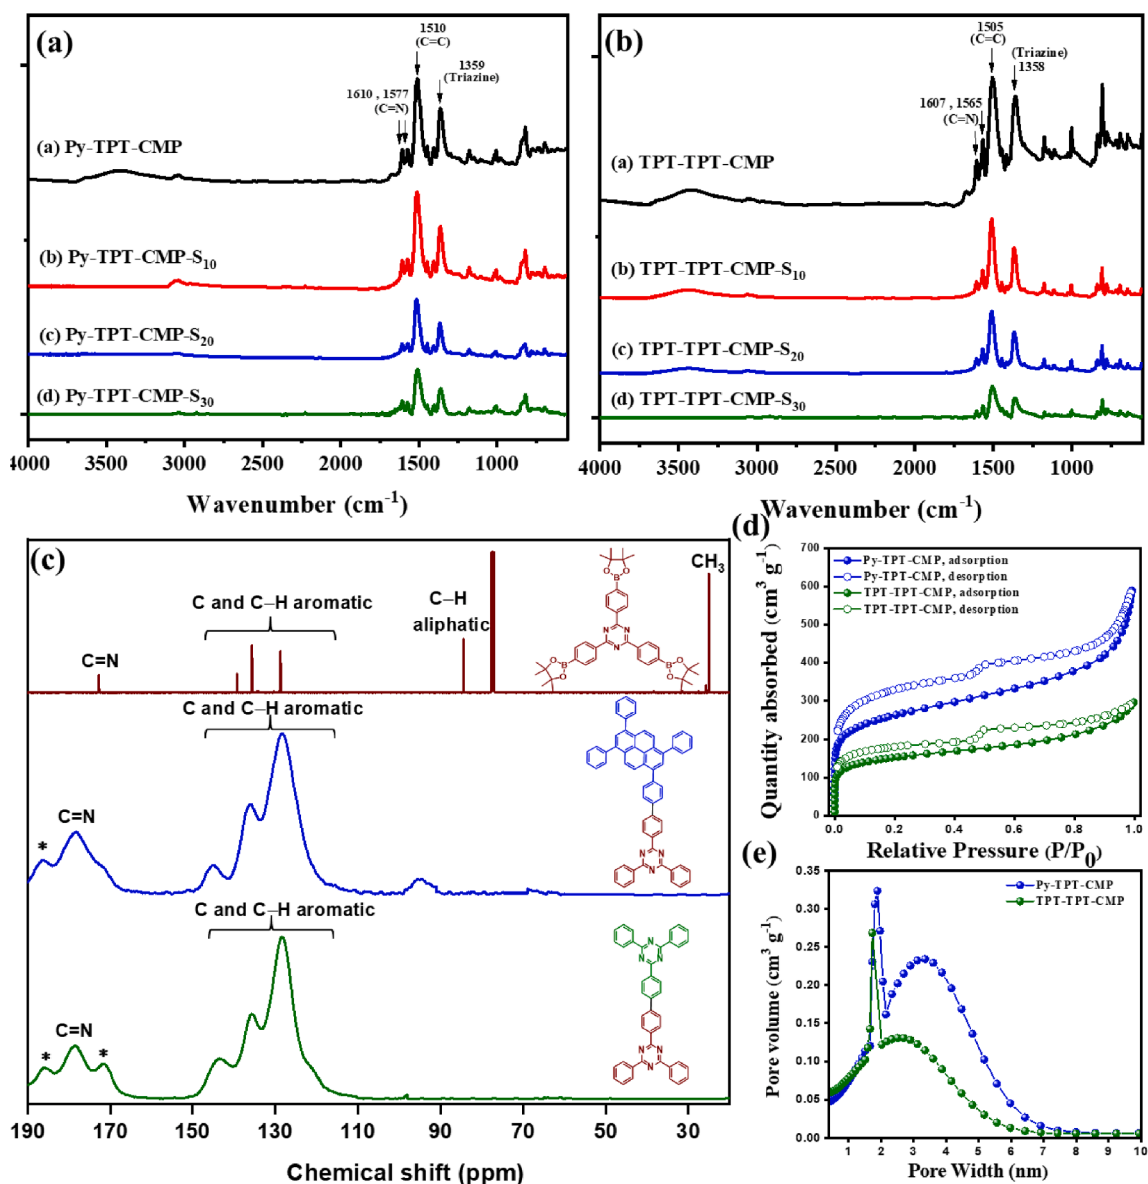 (a)
1510
(C=C)
1359
(Triazine)
1610 , 1577
(C=N)
(a) Py-TPT-CMP
(b) Py-TPT-CMP-S10
(c) Py-TPT-CMP-S20
(d) Py-TPT-CMP-S30
4000 3500 3000 2500 2000 1500 1000
Wavenumber (cm-1)
(b)
1505
(C=C)
(Triazine)
1358
1607 , 1565
(C=N)
(a) TPT-TPT-CMP
(b) TPT-TPT-CMP-S10
(c) TPT-TPT-CMP-S20
(d) TPT-TPT-CMP-S30
4000 3500 3000 2500 2000 1500 1000
Wavenumber (cm-1)
(c)
C and C–H aromatic
C–H
aliphatic
CH3
C=N
C and C–H aromatic
C=N
*
C and C–H aromatic
C=N
* *
190 170 150 130 110 90 70 50 30
Chemical shift (ppm)
(d)
Quantity absorbed (cm3 g-1)
700
600
500
400
300
200
100
0
Py-TPT-CMP, adsorption
Py-TPT-CMP, desorption
TPT-TPT-CMP, adsorption
TPT-TPT-CMP, desorption
0.0 0.2 0.4 0.6 0.8 1.0
Relative Pressure (P/P0)
(e)
Pore volume (cm3 g-1)
0.35
0.30
0.25
0.20
0.15
0.10
0.05
0.00
Py-TPT-CMP
TPT-TPT-CMP
1 2 3 4 5 6 7 8 9 10
Pore Width (nm)